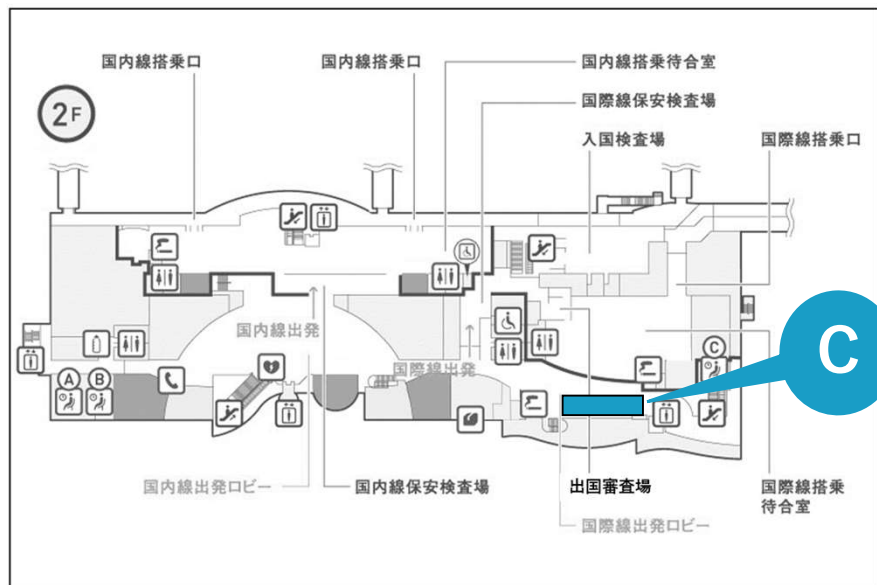 国内線搭乗口
国内線搭乗口
国内線搭乗待合室
国際線保安検査場
入国検査場
国際線搭乗口
2F
国内線出発
国際線出発
C
C
A
B
国内線出発ロビー
国内線保安検査場
出国審査場
国際線搭乗
待合室
国際線出発ロビー